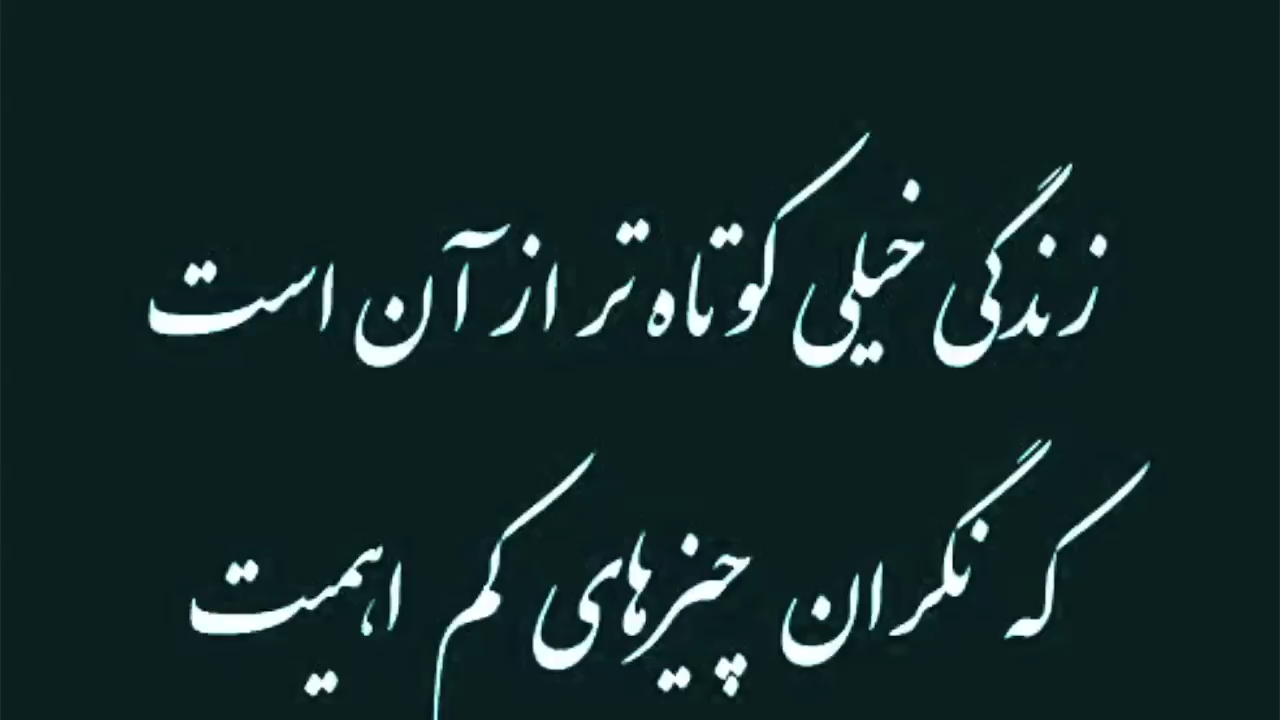 زندگی خیلی کوتاه تر از آن است
که نگران چیزهای کم اهمیت